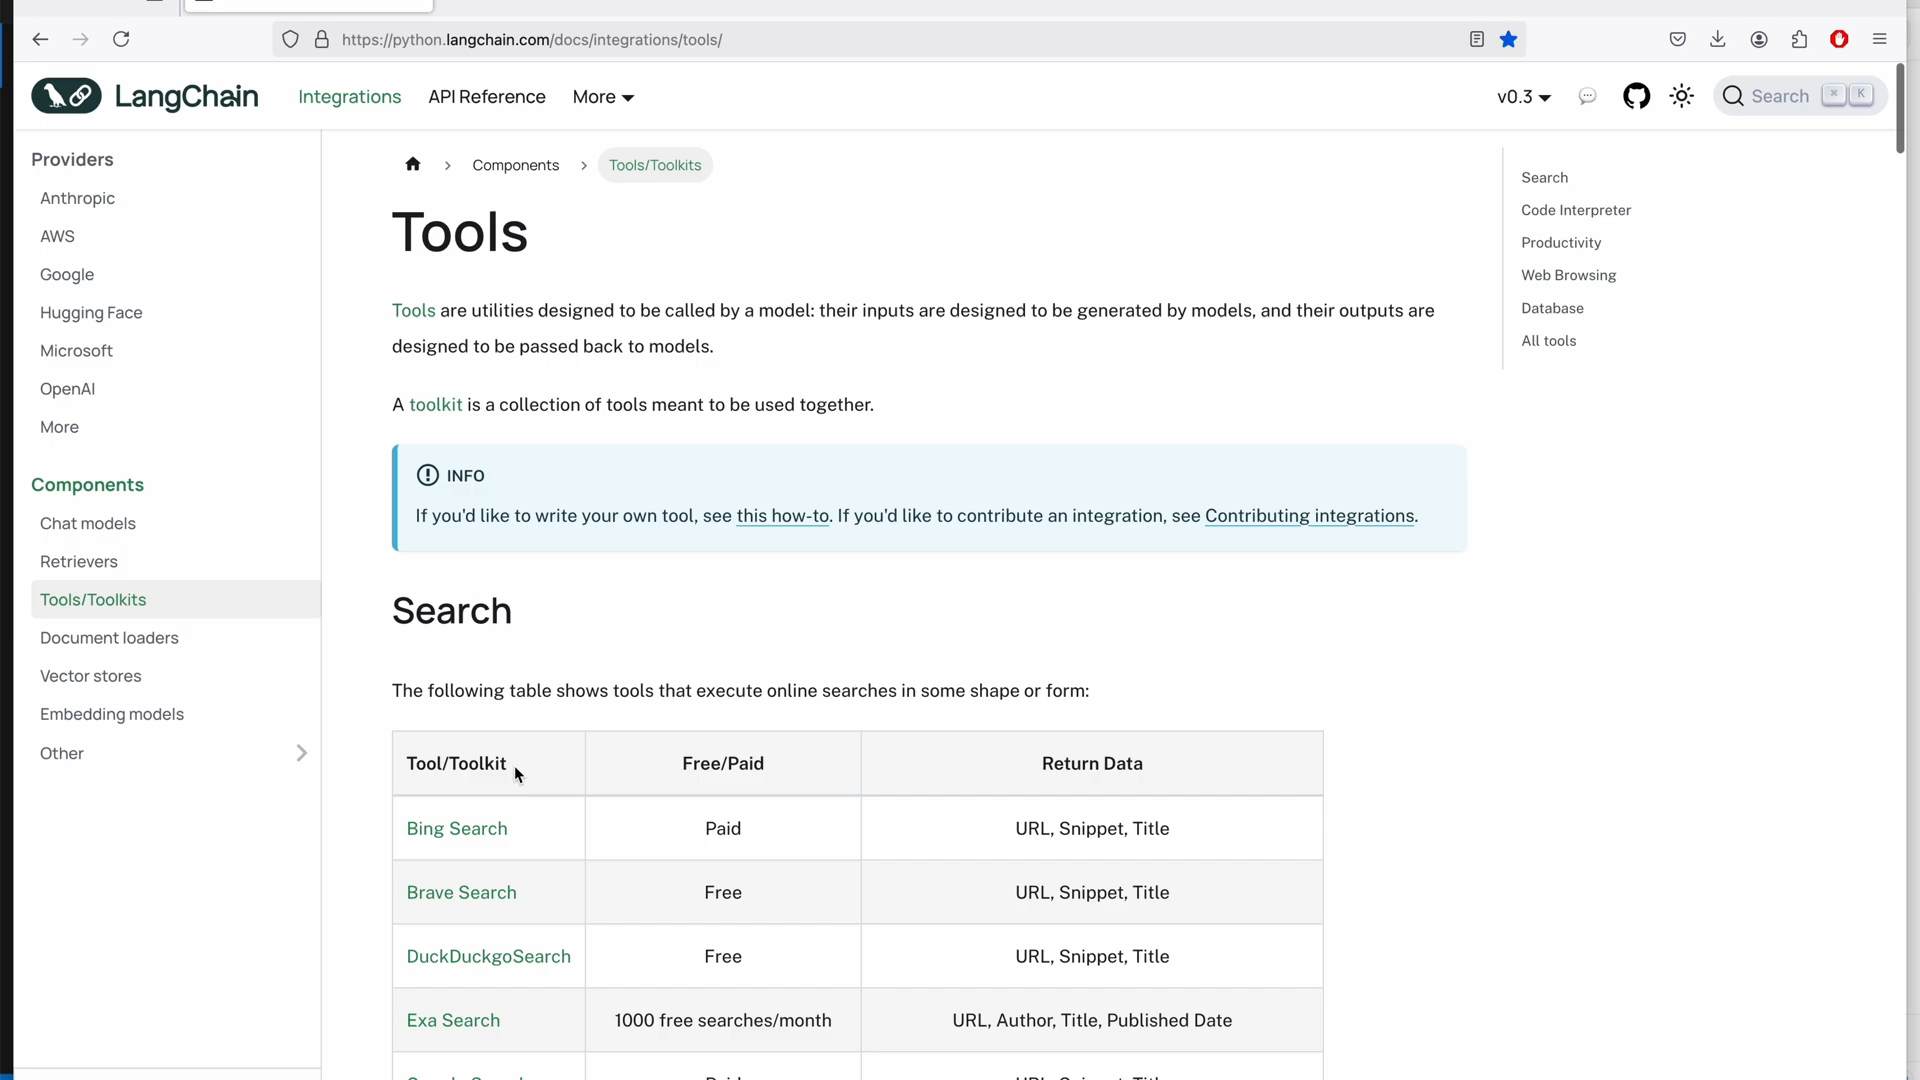 https://python.langchain.com/docs/integrations/tools/
LangChain
Integrations
API Reference
More
v0.3
Search
⌘
K
Providers
Anthropic
AWS
Google
Hugging Face
Microsoft
OpenAI
More
Components
Chat models
Retrievers
Tools/Toolkits
Document loaders
Vector stores
Embedding models
Other
Components
Tools/Toolkits
Tools
Tools are utilities designed to be called by a model: their inputs are designed to be generated by models, and their outputs are
designed to be passed back to models.
A toolkit is a collection of tools meant to be used together.
INFO
If you'd like to write your own tool, see this how-to. If you'd like to contribute an integration, see Contributing integrations.
Search
The following table shows tools that execute online searches in some shape or form:
Tool/Toolkit Free/Paid Return Data
Bing Search Paid URL, Snippet, Title
Brave Search Free URL, Snippet, Title
DuckDuckgoSearch Free URL, Snippet, Title
Exa Search 1000 free searches/month URL, Author, Title, Published Date
Search
Code Interpreter
Productivity
Web Browsing
Database
All tools